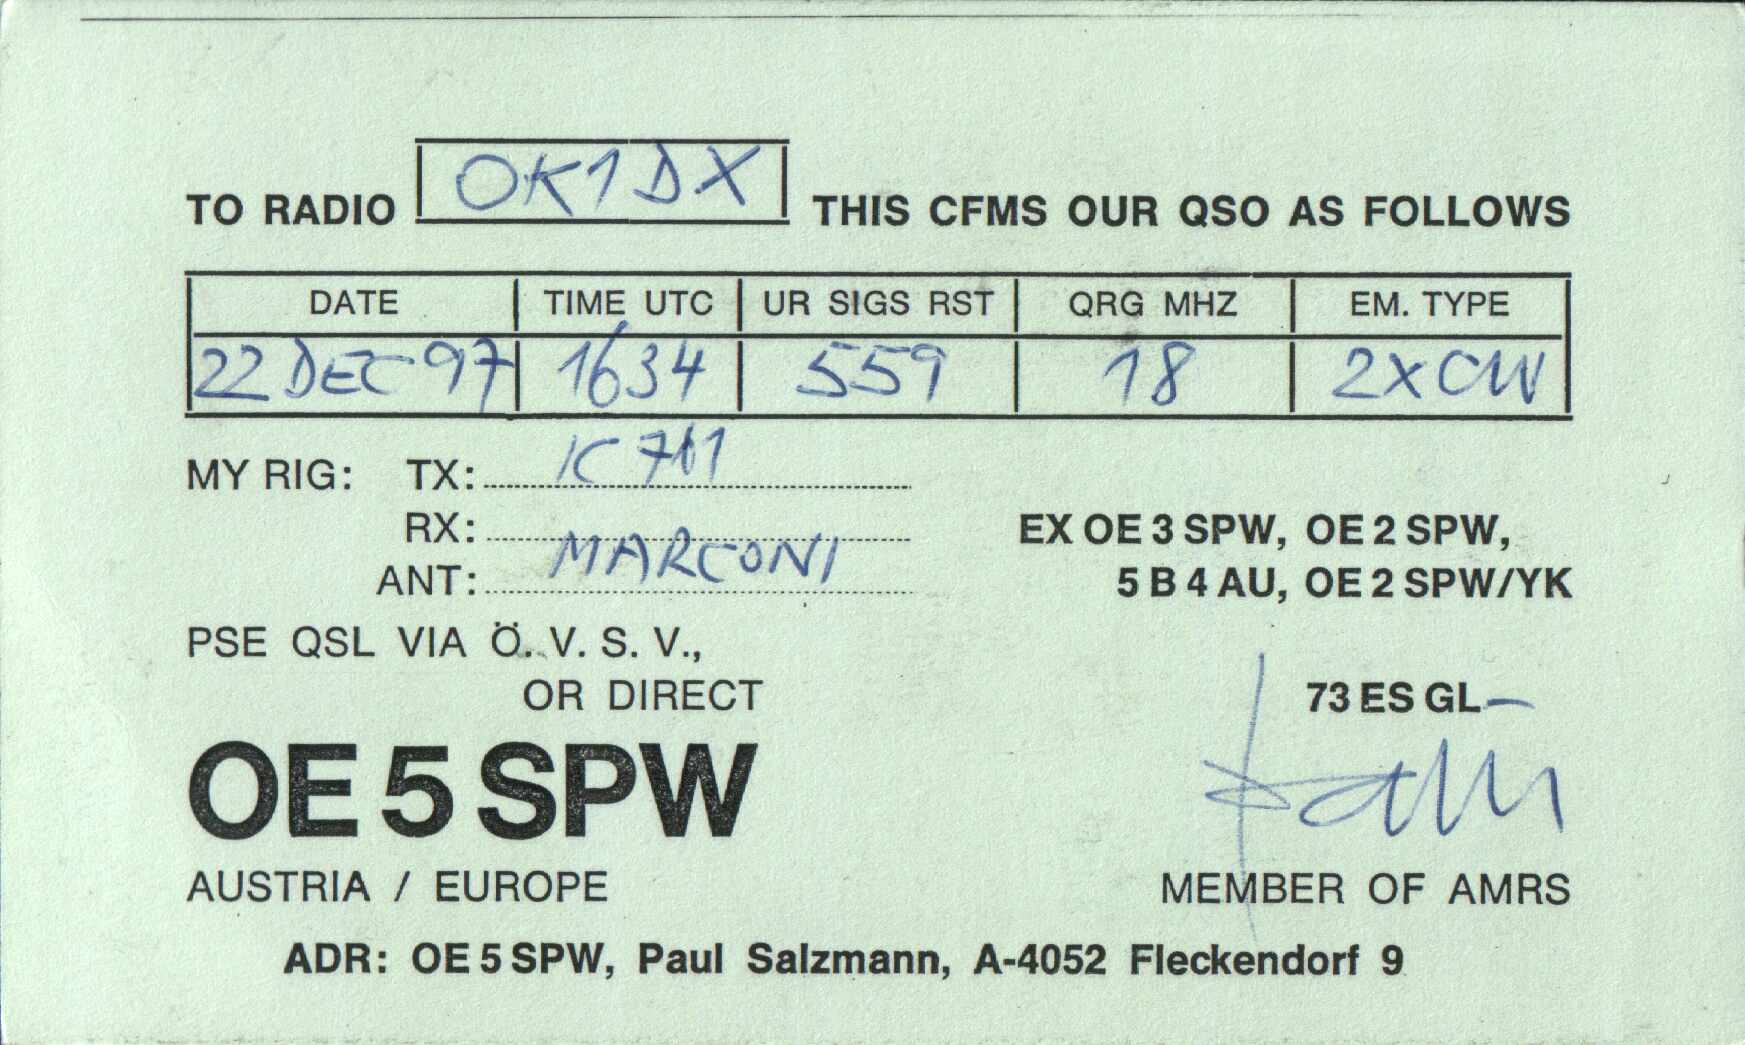 TO RADIO OK1DX THIS CFMS OUR QSO AS FOLLOWS
DATE TIME UTC UR SIGS RST QRG MHZ EM. TYPE
22 DEC 97 1634 559 18 2XCW
MY RIG: TX: IC
RX:
ANT: MARCONI
EX OE 3 SPW, OE 2 SPW,
5 B 4 AU, OE 2 SPW/YK
PSE QSL VIA Ö. V. S. V.,
OR DIRECT
73 ES GL
OE 5 SPW
AUSTRIA / EUROPE
MEMBER OF AMRS
ADR: OE 5 SPW, Paul Salzmann, A-4052 Fleckendorf 9